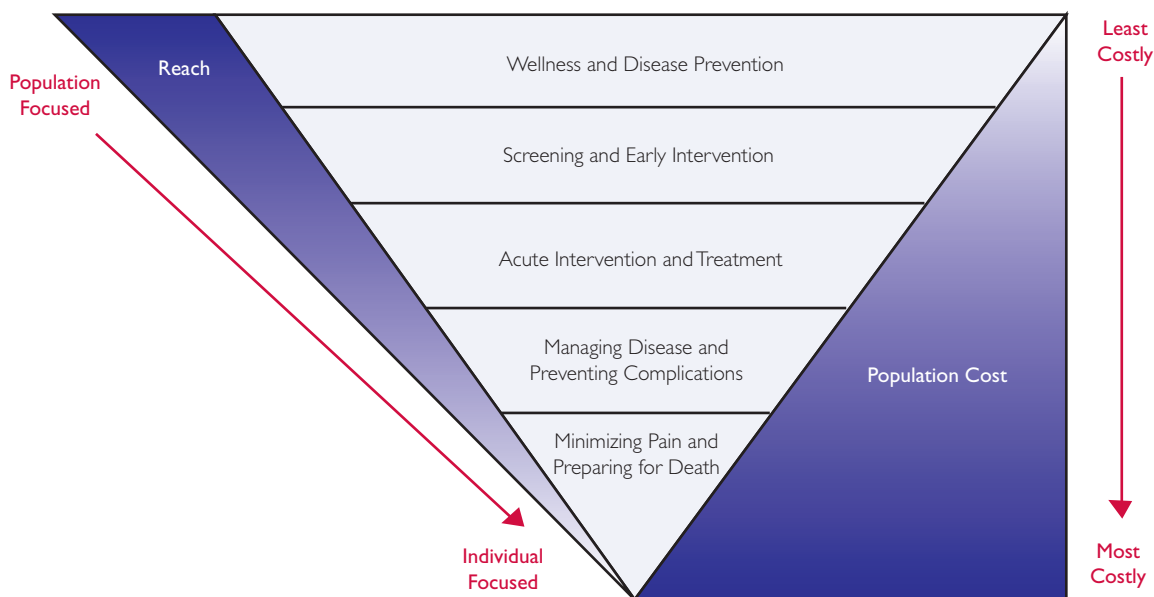 Reach
Wellness and Disease Prevention
Least
Costly
Population
Focused
Screening and Early Intervention
Acute Intervention and Treatment
Managing Disease and
Preventing Complications
Population Cost
Minimizing Pain and
Preparing for Death
Individual
Focused
Most
Costly